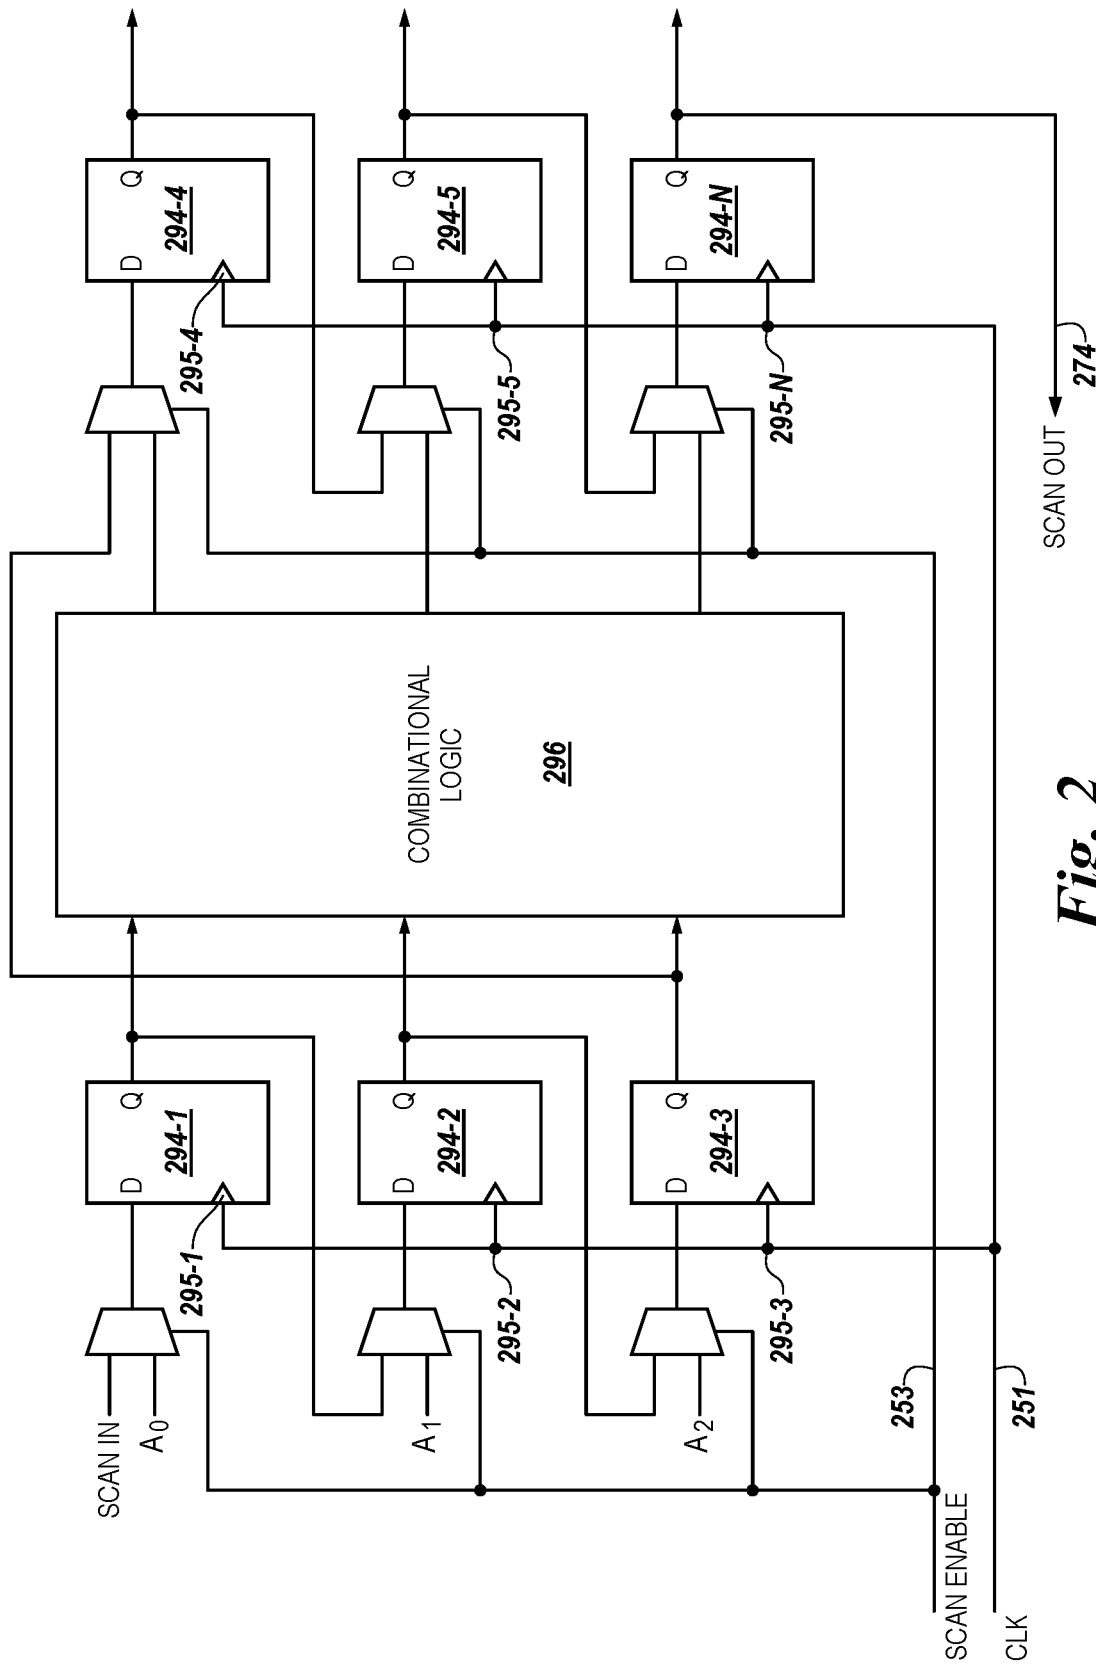 SCAN IN
A0
D
Q
294-1
295-1
A1
D
Q
294-2
295-2
A2
D
Q
294-3
295-3
COMBINATIONAL
LOGIC
296
D
Q
294-4
295-4
D
Q
294-5
295-5
D
Q
294-N
295-N
SCAN ENABLE
253
CLK
251
SCAN OUT
274
Fig. 2